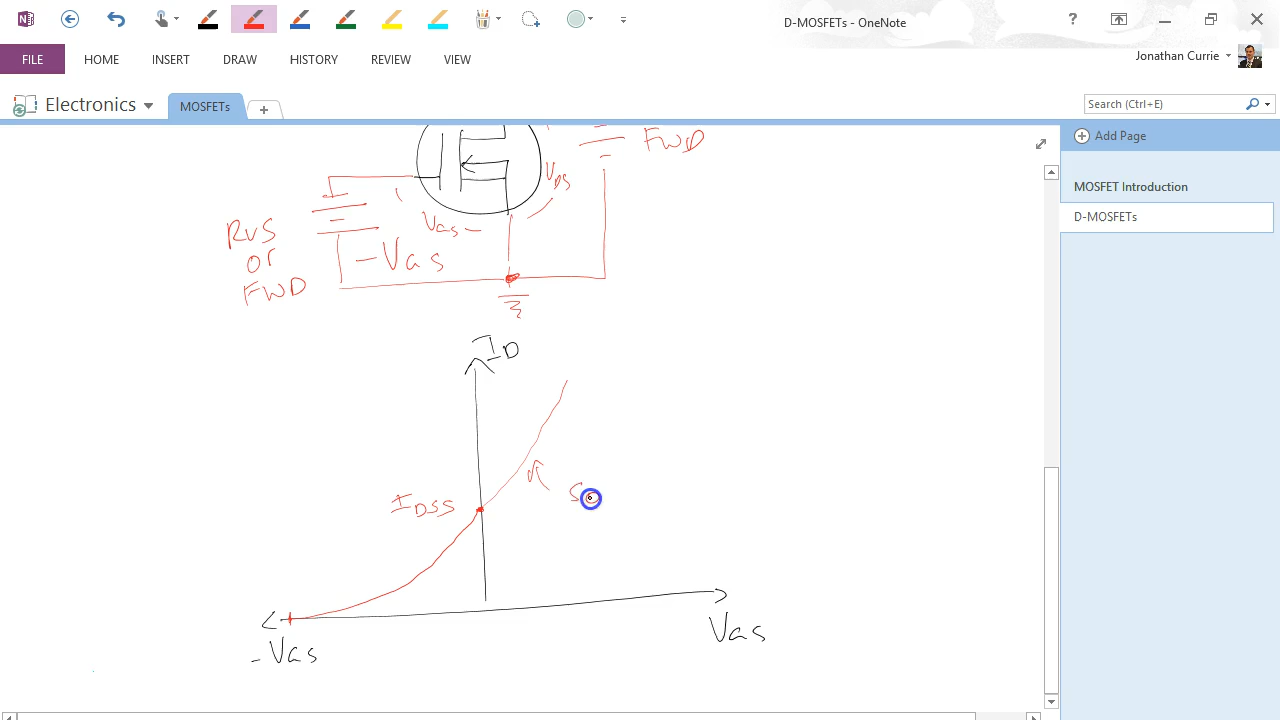 D-MOSFETs - OneNote
?
Jonathan Currie
FILE HOME INSERT DRAW HISTORY REVIEW VIEW
Electronics MOSFETs +
Search (Ctrl+E)
Add Page
MOSFET Introduction
D-MOSFETs
FWD
VDS
VGS -
RVS
or
FWD
-VGS
ID
IDSS
-VGS
VGS